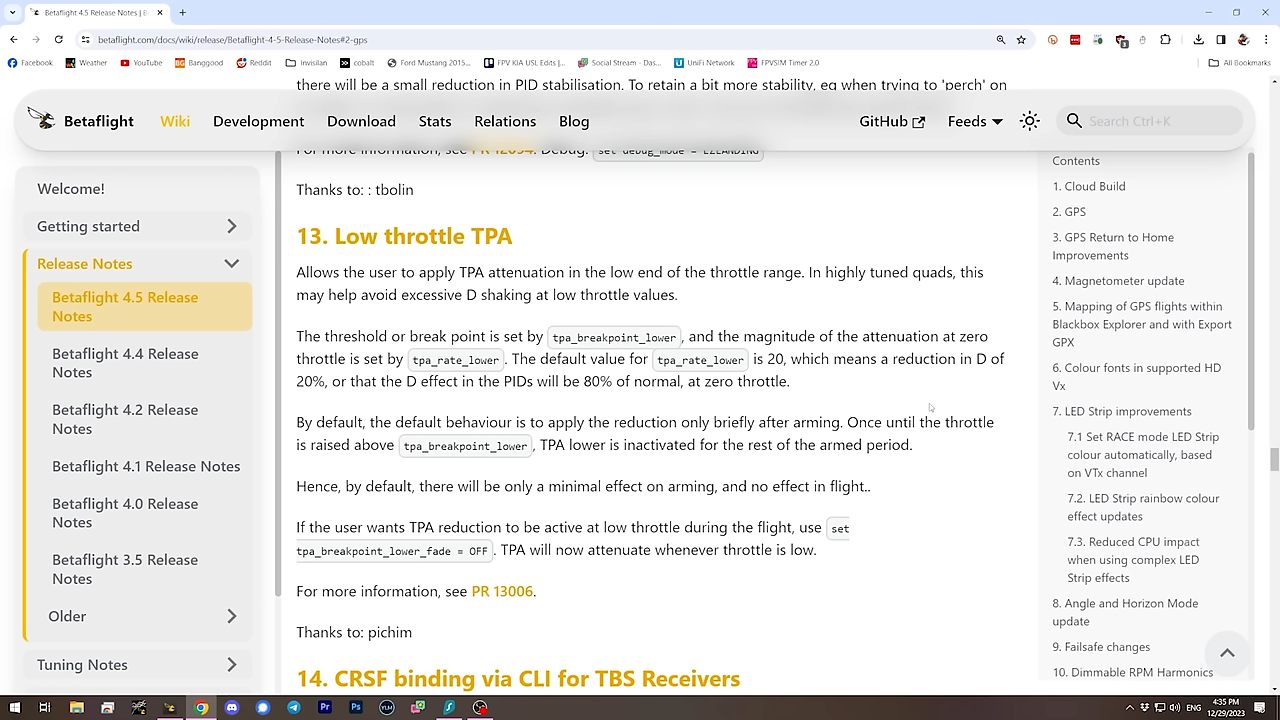 Betaflight 4.5 Release Notes | B
betaflight.com/docs/wiki/release/Betaflight-4-5-Release-Notes#2-gps
Facebook
Weather
YouTube
Banggood
Reddit
Invisilan
cobalt
Ford Mustang 2015...
FPV KIA USL Edits |...
Social Stream - Das...
UniFi Network
FPVSIM Timer 2.0
All Bookmarks
there will be a small reduction in PID stabilisation. To retain a bit more stability, eg when trying to 'perch' on
Betaflight
Wiki
Development
Download
Stats
Relations
Blog
GitHub
Feeds
Search Ctrl+K
For more information, see PR 12094. Debug: set debug_mode = EZLANDING
Welcome!
Getting started
Release Notes
Betaflight 4.5 Release
Notes
Betaflight 4.4 Release
Notes
Betaflight 4.2 Release
Notes
Betaflight 4.1 Release Notes
Betaflight 4.0 Release
Notes
Betaflight 3.5 Release
Notes
Older
Tuning Notes
Thanks to: : tbolin
13. Low throttle TPA
Allows the user to apply TPA attenuation in the low end of the throttle range. In highly tuned quads, this
may help avoid excessive D shaking at low throttle values.
The threshold or break point is set by tpa_breakpoint_lower, and the magnitude of the attenuation at zero
throttle is set by tpa_rate_lower. The default value for tpa_rate_lower is 20, which means a reduction in D of
20%, or that the D effect in the PIDs will be 80% of normal, at zero throttle.
By default, the default behaviour is to apply the reduction only briefly after arming. Once until the throttle
is raised above tpa_breakpoint_lower, TPA lower is inactivated for the rest of the armed period.
Hence, by default, there will be only a minimal effect on arming, and no effect in flight..
If the user wants TPA reduction to be active at low throttle during the flight, use set
tpa_breakpoint_lower_fade = OFF. TPA will now attenuate whenever throttle is low.
For more information, see PR 13006.
Thanks to: pichim
14. CRSF binding via CLI for TBS Receivers
Contents
1. Cloud Build
2. GPS
3. GPS Return to Home
Improvements
4. Magnetometer update
5. Mapping of GPS flights within
Blackbox Explorer and with Export
GPX
6. Colour fonts in supported HD
Vx
7. LED Strip improvements
7.1 Set RACE mode LED Strip
colour automatically, based
on VTx channel
7.2. LED Strip rainbow colour
effect updates
7.3. Reduced CPU impact
when using complex LED
Strip effects
8. Angle and Horizon Mode
update
9. Failsafe changes
10. Dimmable RPM Harmonics
ENG
4:35 PM
12/29/2023